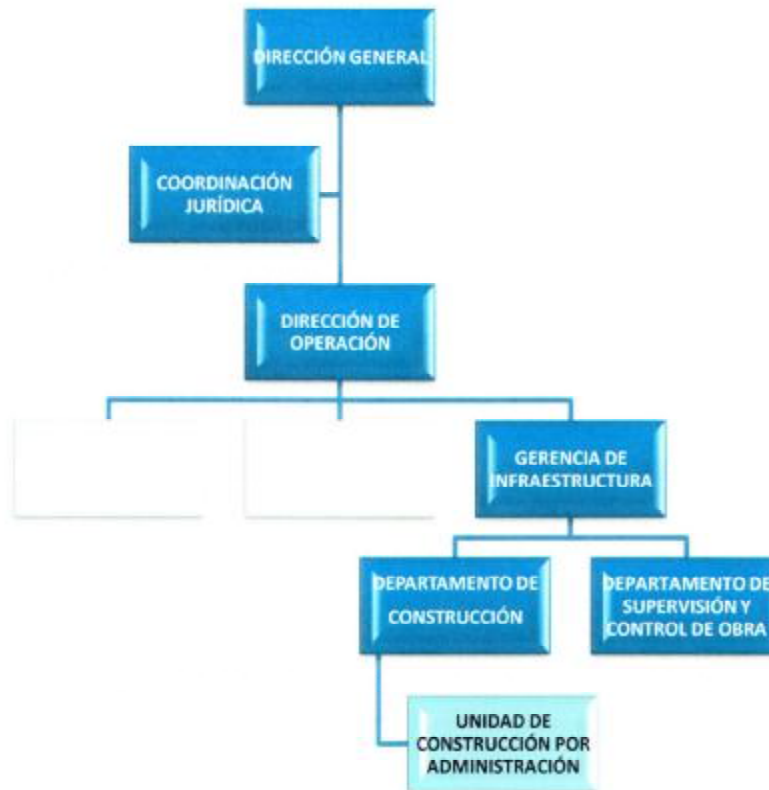 DIRECCIÓN GENERAL
COORDINACIÓN
JURÍDICA
DIRECCIÓN DE
OPERACIÓN
GERENCIA DE
INFRAESTRUCTURA
DEPARTAMENTO DE
CONSTRUCCIÓN
DEPARTAMENTO DE
SUPERVISIÓN Y
CONTROL DE OBRA
UNIDAD DE
CONSTRUCCIÓN POR
ADMINISTRACIÓN